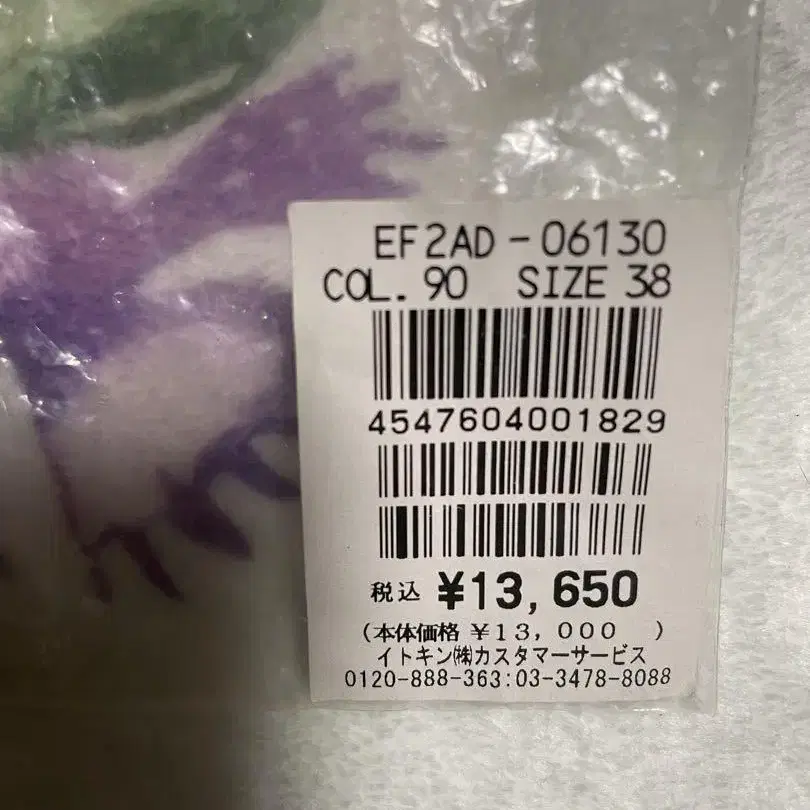 EF2AD-06130
COL. 90 SIZE 38
4547604001829
税込 ¥13,650
(本体価格 ¥13,000 )
イトキン㈱カスタマーサービス
0120-888-363:03-3478-8088